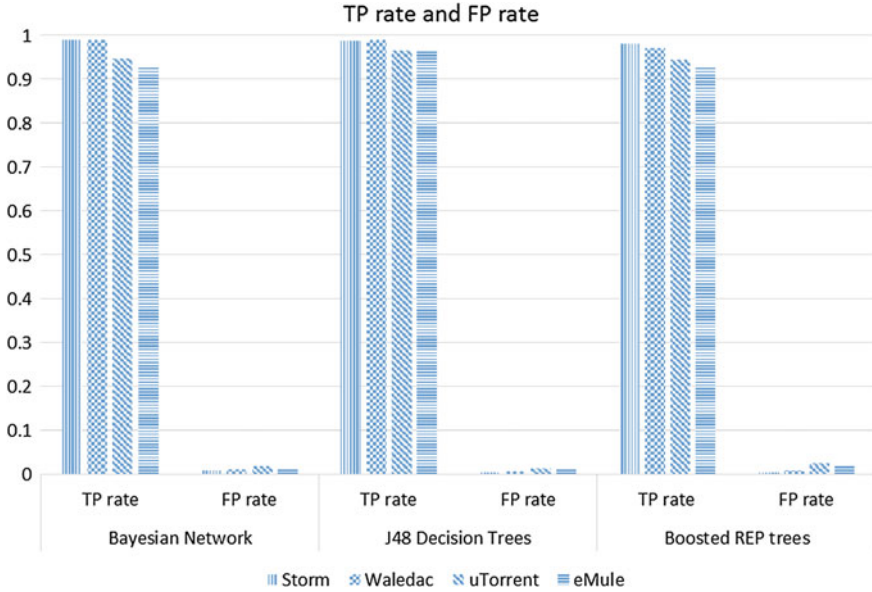 TP rate and FP rate
1
0.9
0.8
0.7
0.6
0.5
0.4
0.3
0.2
0.1
0
TP rate FP rate TP rate FP rate TP rate FP rate
Bayesian Network J48 Decision Trees Boosted REP trees
Storm Waledac uTorrent eMule